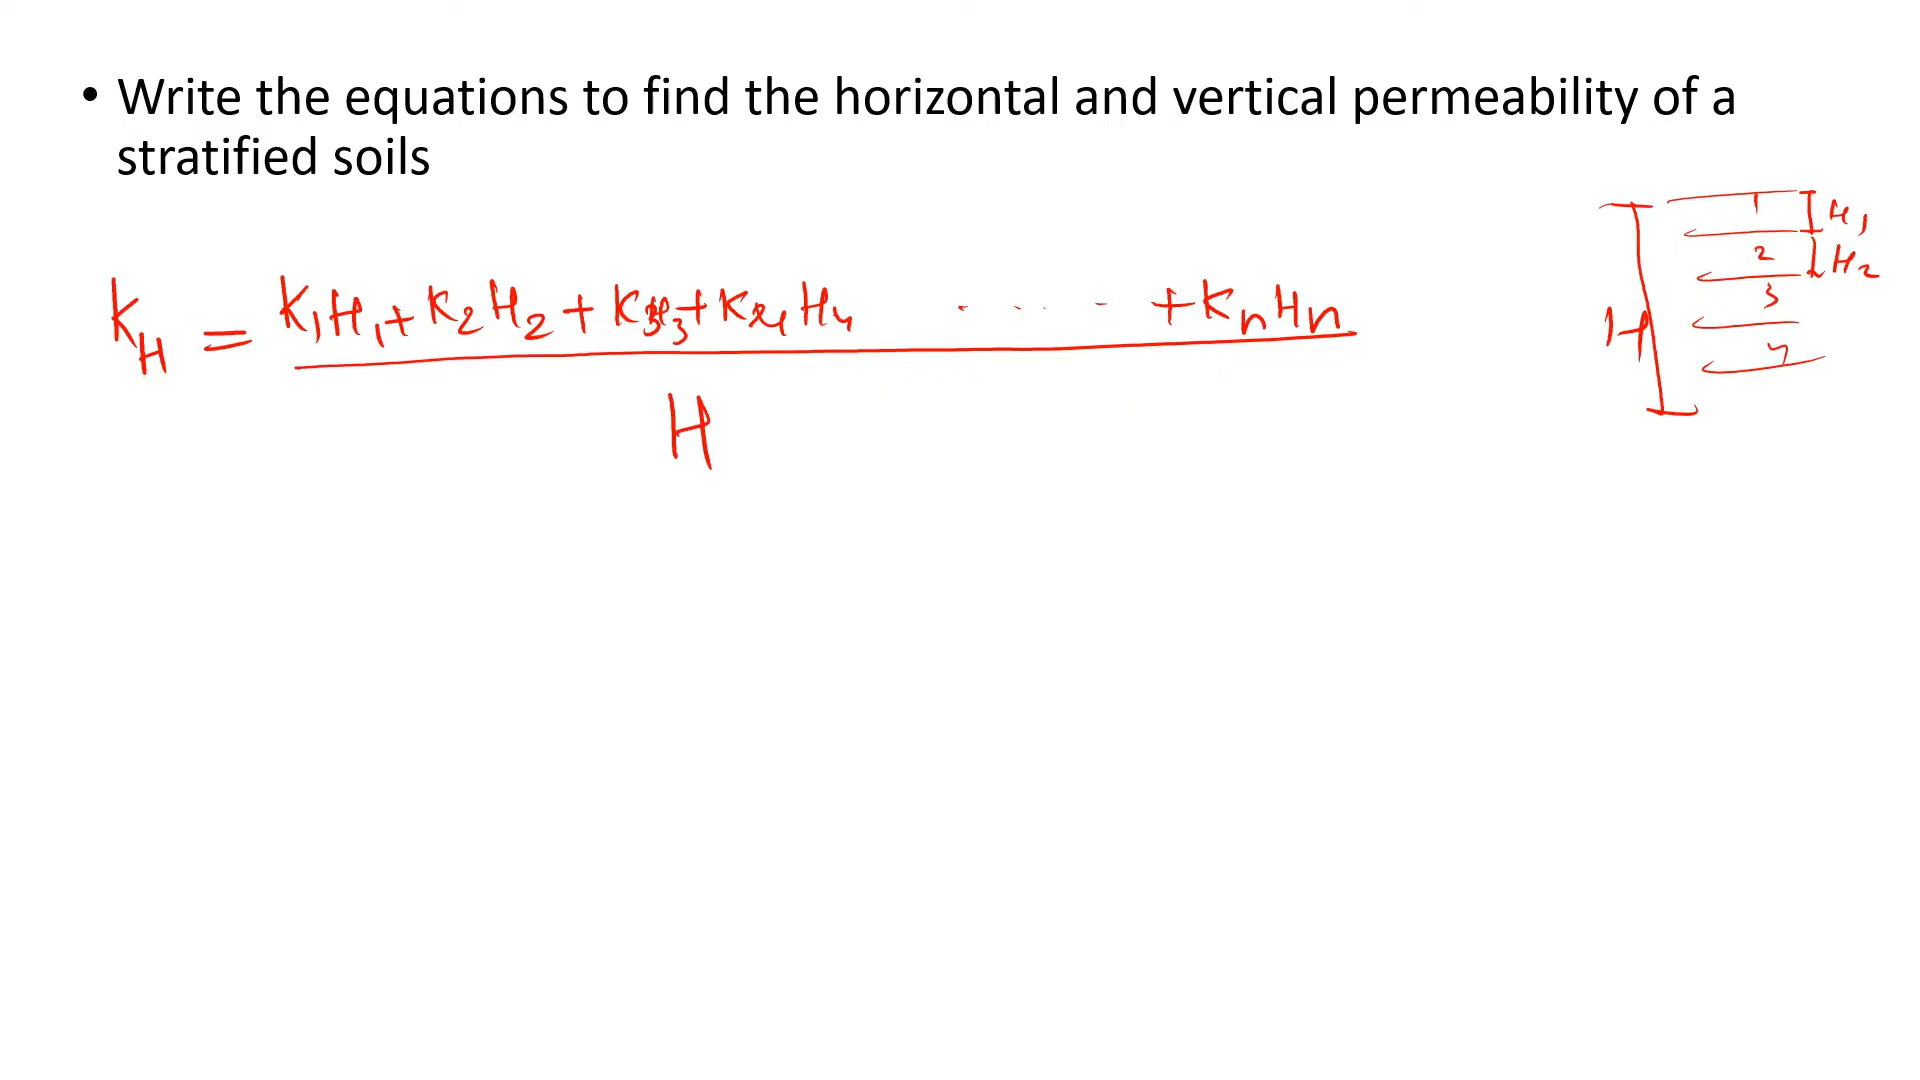 • Write the equations to find the horizontal and vertical permeability of a
stratified soils
K_H = K₁H₁ + K₂H₂ + K₃H₃ + K₄H₄ ..... + KₙHₙ
H
1 H₁
2 H₂
3
H
4